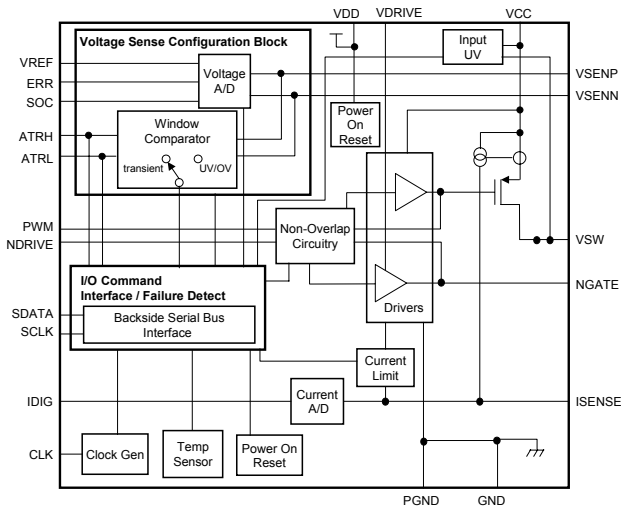 VDD
VDRIVE
VCC
Voltage Sense Configuration Block
Input
UV
VREF
ERR
SOC
Voltage
A/D
VSENP
VSENN
Power
On
Reset
Window
Comparator
ATRH
ATRL
transient
UV/OV
PWM
NDRIVE
Non-Overlap
Circuitry
VSW
I/O Command
Interface / Failure Detect
NGATE
Drivers
SDATA
SCLK
Backside Serial Bus
Interface
Current
Limit
IDIG
Current
A/D
ISENSE
CLK
Clock Gen
Temp
Sensor
Power On
Reset
PGND
GND